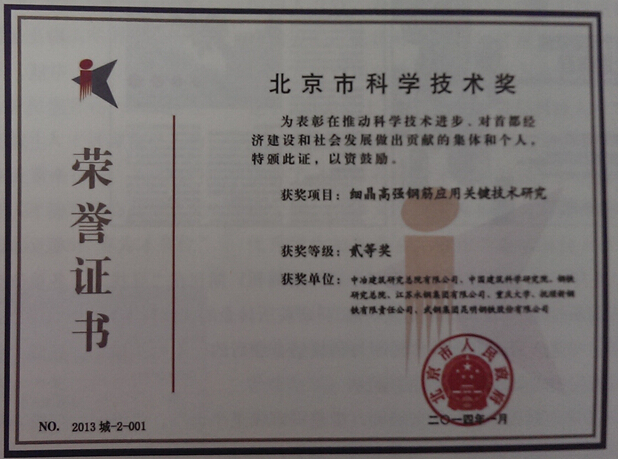 北京市科学技术奖
为表彰在推动科学技术进步、对首都经
济建设和社会发展做出贡献的集体和个人，
特颁此证，以资鼓励。
获奖项目：细晶高强钢筋应用关键技术研究
获奖等级：贰等奖
获奖单位：中冶建筑研究总院有限公司、中国建筑科学研究院、钢铁
研究总院、江苏永钢集团有限公司、重庆大学、抚顺新钢
铁有限责任公司、武钢集团昆明钢铁股份有限公司
荣誉证书
北京市人民政府
二〇一四年一月
NO. 2013 城-2-001